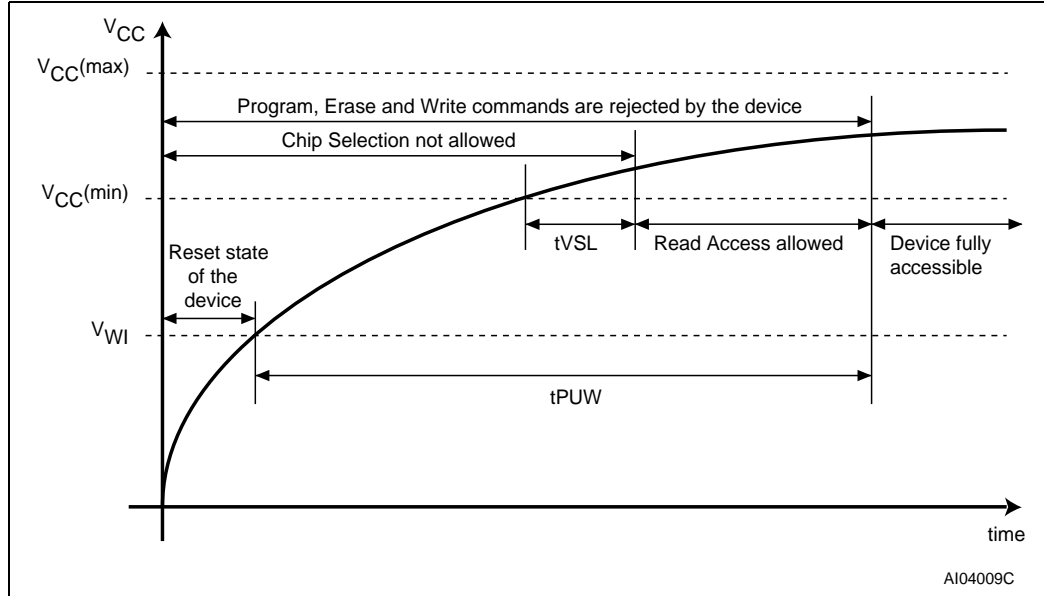 VCC
VCC(max)
Program, Erase and Write commands are rejected by the device
Chip Selection not allowed
VCC(min)
tVSL
Read Access allowed
Device fully
accessible
Reset state
of the
device
VWI
tPUW
time
AI04009C